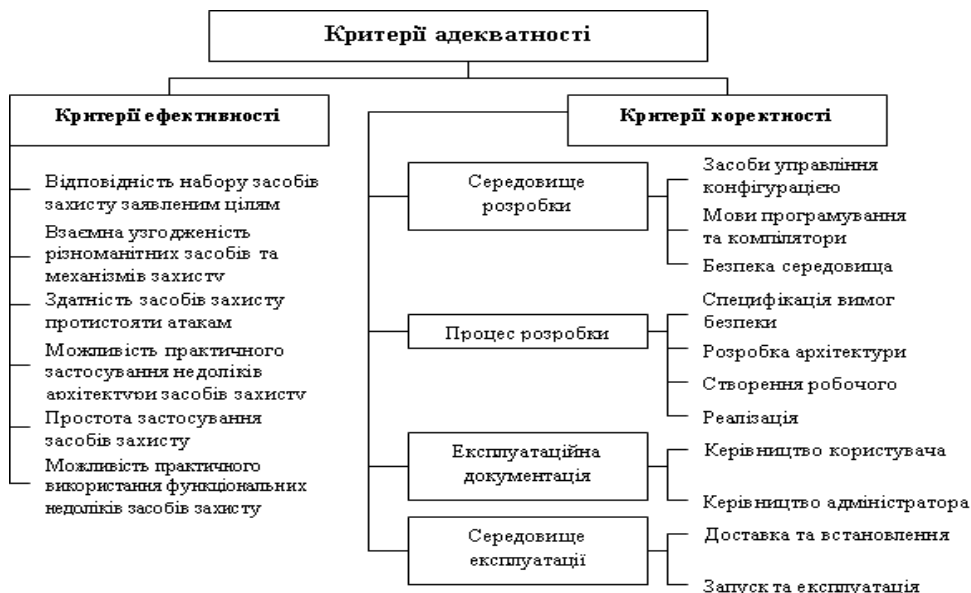 Критерії адекватності
Критерії ефективності
Відповідність набору засобів
захисту заявленим цілям
Взаємна узгодженість
різноманітних засобів та
механізмів захисту
Здатність засобів захисту
протистояти атакам
Можливість практичного
застосування недоліків
архітектури засобів захисту
Простота застосування
засобів захисту
Можливість практичного
використання функціональних
недоліків засобів захисту
Критерії коректності
Середовище
розробки
Засоби управління
конфігурацією
Мови програмування
та компілятори
Безпека середовища
Процес розробки
Специфікація вимог
безпеки
Розробка архітектури
Створення робочого
Реалізація
Експлуатаційна
документація
Керівництво користувача
Керівництво адміністратора
Середовище
експлуатації
Доставка та встановлення
Запуск та експлуатація